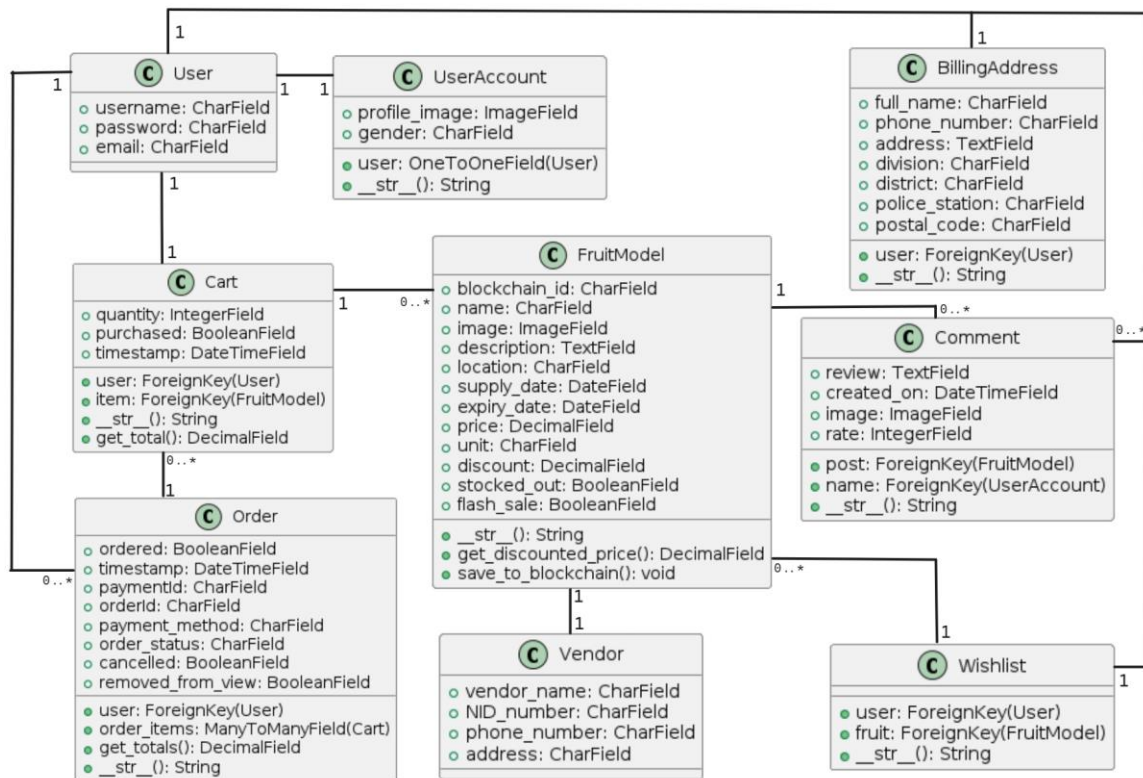 1
1
C User
username: CharField
password: CharField
email: CharField
1
1
1
C UserAccount
profile_image: ImageField
gender: CharField
user: OneToOneField(User)
__str__(): String
C BillingAddress
full_name: CharField
phone_number: CharField
address: TextField
division: CharField
district: CharField
police_station: CharField
postal_code: CharField
user: ForeignKey(User)
__str__(): String
1
1
C Cart
quantity: IntegerField
purchased: BooleanField
timestamp: DateTimeField
user: ForeignKey(User)
item: ForeignKey(FruitModel)
__str__(): String
get_total(): DecimalField
1
0..*
C FruitModel
blockchain_id: CharField
name: CharField
image: ImageField
description: TextField
location: CharField
supply_date: DateField
expiry_date: DateField
price: DecimalField
unit: CharField
discount: DecimalField
stocked_out: BooleanField
flash_sale: BooleanField
__str__(): String
get_discounted_price(): DecimalField
save_to_blockchain(): void
1
0..*
0..*
C Comment
review: TextField
created_on: DateTimeField
image: ImageField
rate: IntegerField
post: ForeignKey(FruitModel)
name: ForeignKey(UserAccount)
__str__(): String
0..*
1
C Order
ordered: BooleanField
timestamp: DateTimeField
paymentId: CharField
orderId: CharField
payment_method: CharField
order_status: CharField
cancelled: BooleanField
removed_from_view: BooleanField
user: ForeignKey(User)
order_items: ManyToManyField(Cart)
get_totals(): DecimalField
__str__(): String
0..*
1
1
C Vendor
vendor_name: CharField
NID_number: CharField
phone_number: CharField
address: CharField
0..*
1
C Wishlist
user: ForeignKey(User)
fruit: ForeignKey(FruitModel)
__str__(): String
1